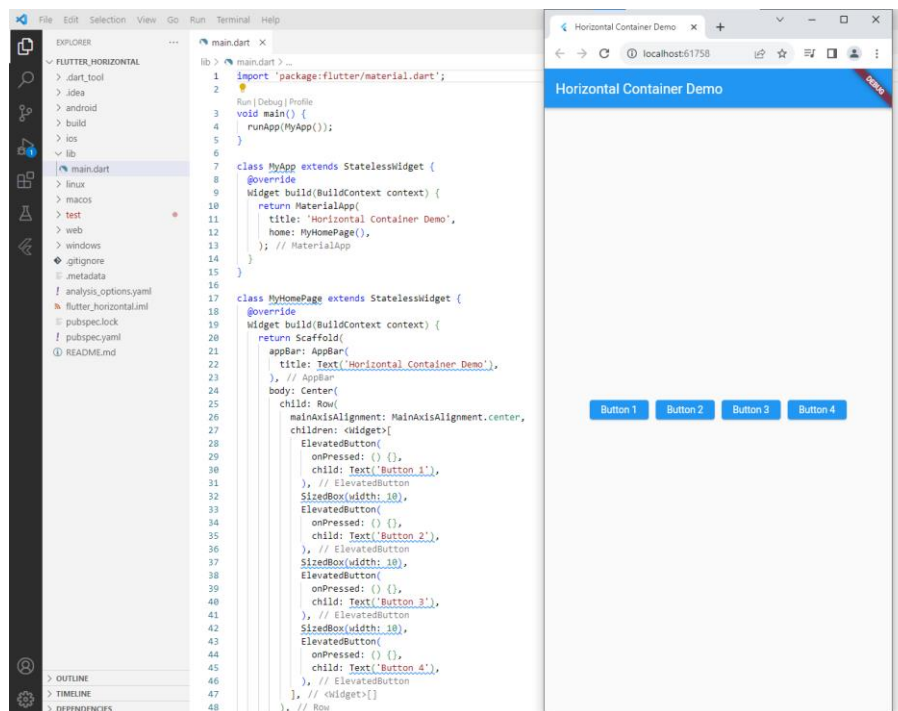 File Edit Selection View Go Run Terminal Help
EXPLORER
FLUTTER_HORIZONTAL
.dart_tool
.idea
android
build
ios
lib
main.dart
linux
macos
test
web
windows
.gitignore
.metadata
analysis_options.yaml
flutter_horizontal.iml
pubspec.lock
pubspec.yaml
README.md
OUTLINE
TIMELINE
DEPENDENCIES
main.dart
lib > main.dart > ...
1 import 'package:flutter/material.dart';
2
Run | Debug | Profile
3 void main() {
4 runApp(MyApp());
5 }
6
7 class MyApp extends StatelessWidget {
8 @override
9 Widget build(BuildContext context) {
10 return MaterialApp(
11 title: 'Horizontal Container Demo',
12 home: MyHomePage(),
13 ); // MaterialApp
14 }
15 }
16
17 class MyHomePage extends StatelessWidget {
18 @override
19 Widget build(BuildContext context) {
20 return Scaffold(
21 appBar: AppBar(
22 title: Text('Horizontal Container Demo'),
23 ), // AppBar
24 body: Center(
25 child: Row(
26 mainAxisAlignment: MainAxisAlignment.center,
27 children: <Widget>[
28 ElevatedButton(
29 onPressed: () {},
30 child: Text('Button 1'),
31 ), // ElevatedButton
32 SizedBox(width: 10),
33 ElevatedButton(
34 onPressed: () {},
35 child: Text('Button 2'),
36 ), // ElevatedButton
37 SizedBox(width: 10),
38 ElevatedButton(
39 onPressed: () {},
40 child: Text('Button 3'),
41 ), // ElevatedButton
42 SizedBox(width: 10),
43 ElevatedButton(
44 onPressed: () {},
45 child: Text('Button 4'),
46 ), // ElevatedButton
47 ], // <Widget>[]
48 ), // Row
Horizontal Container Demo
localhost:61758
Horizontal Container Demo
DEBUG
Button 1 Button 2 Button 3 Button 4